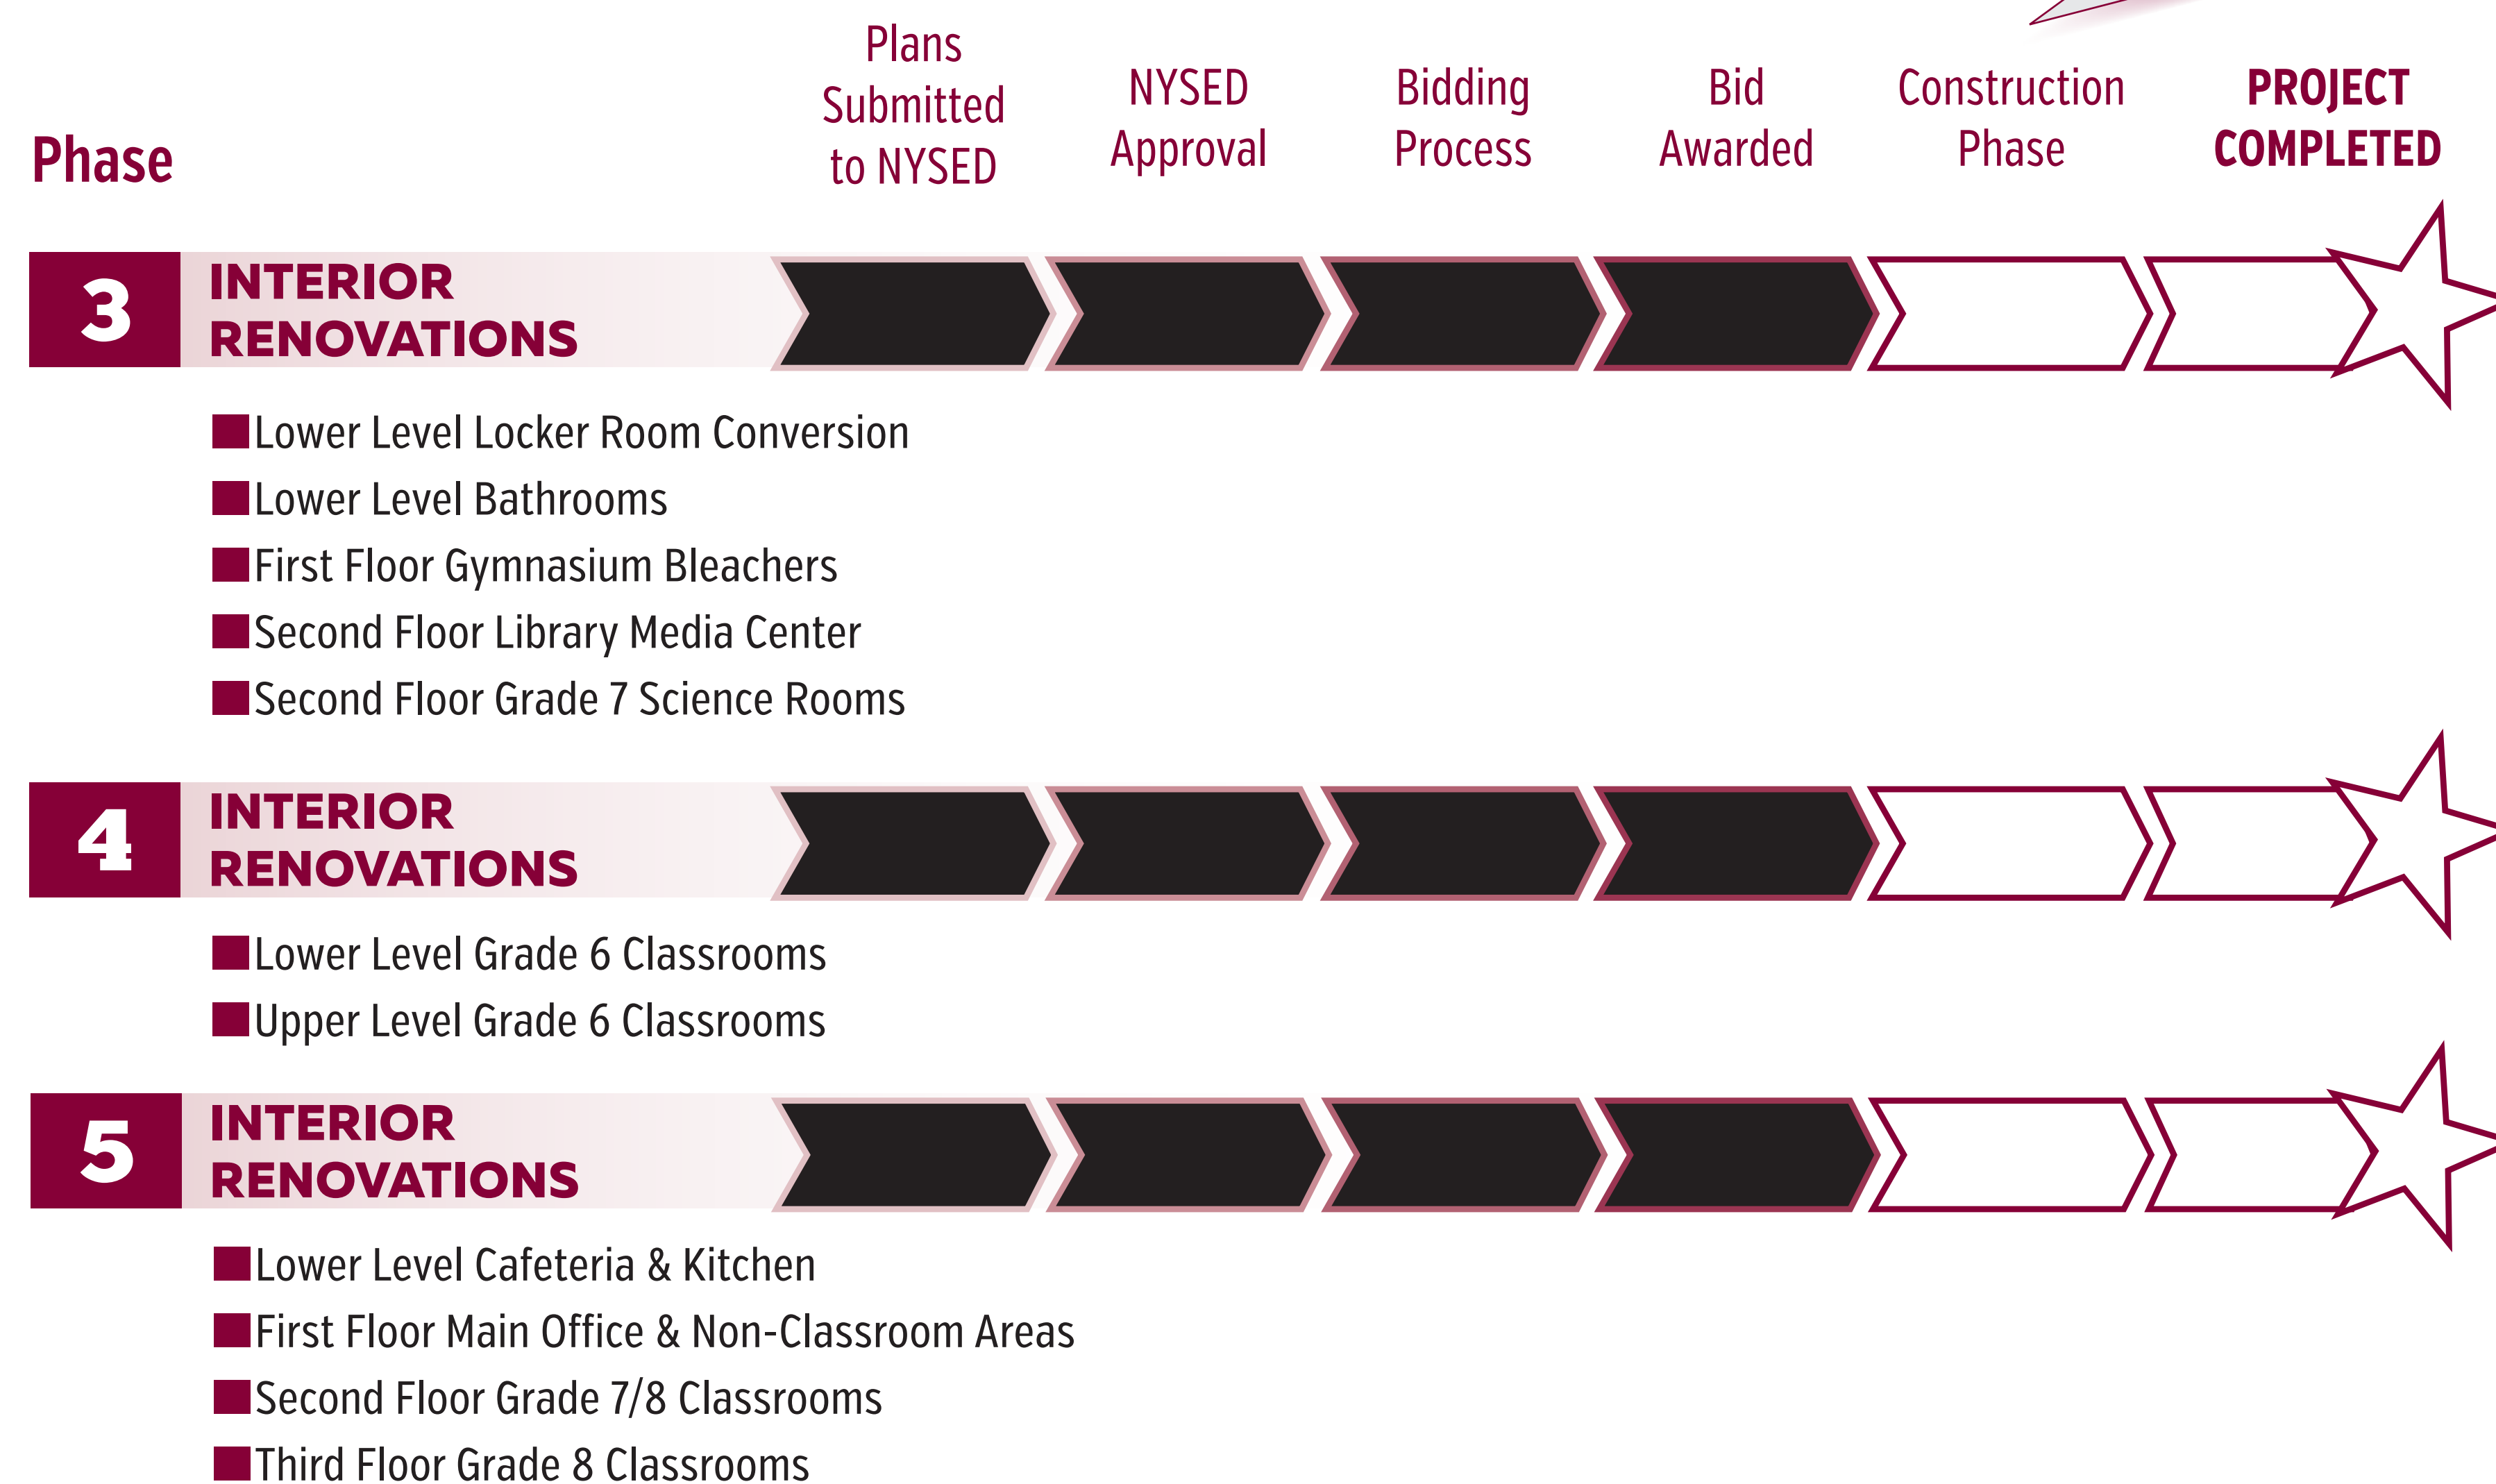 Phase
Plans
Submitted
to NYSED
NYSED
Approval
Bidding
Process
Bid
Awarded
Construction
Phase
PROJECT
COMPLETED
3
INTERIOR
RENOVATIONS
Lower Level Locker Room Conversion
Lower Level Bathrooms
First Floor Gymnasium Bleachers
Second Floor Library Media Center
Second Floor Grade 7 Science Rooms
4
INTERIOR
RENOVATIONS
Lower Level Grade 6 Classrooms
Upper Level Grade 6 Classrooms
5
INTERIOR
RENOVATIONS
Lower Level Cafeteria & Kitchen
First Floor Main Office & Non-Classroom Areas
Second Floor Grade 7/8 Classrooms
Third Floor Grade 8 Classrooms